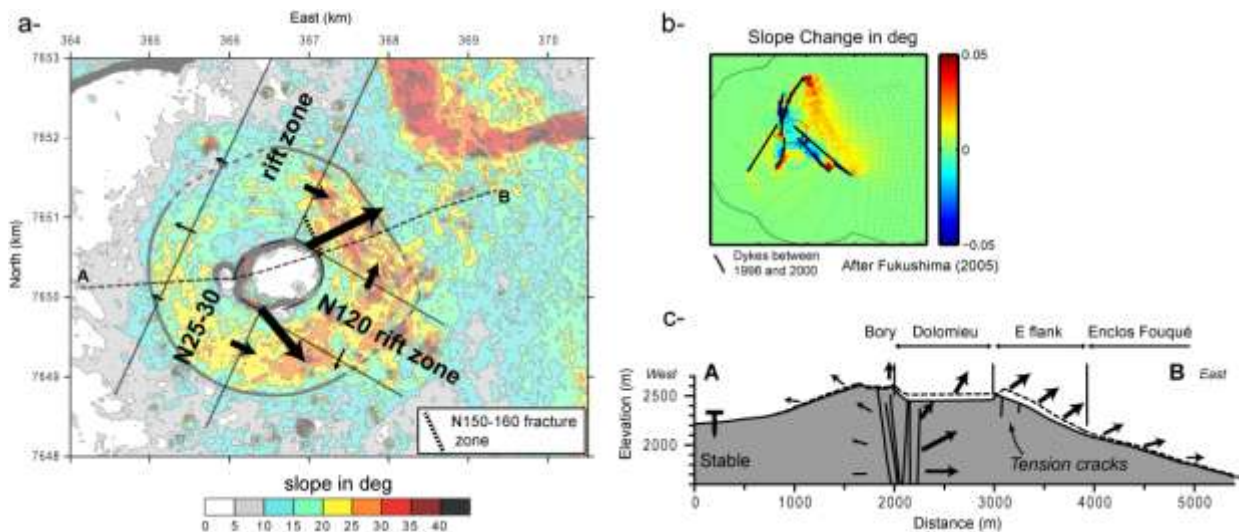 a-
East (km)
364 365 366 367 368 369 370
7653
7652
7651
7650
7649
7648
North (km)
rift zone
N25-30
N120 rift zone
A
B
N150-160 fracture
zone
slope in deg
0 5 10 15 20 25 30 35 40
b-
Slope Change in deg
0.05
0
−0.05
Dykes between
1998 and 2000
After Fukushima (2005)
c-
Bory Dolomieu E flank Enclos Fouqué
West A B East
Elevation (m)
2500
2000
Stable
Tension cracks
0 1000 2000 3000 4000 5000
Distance (m)